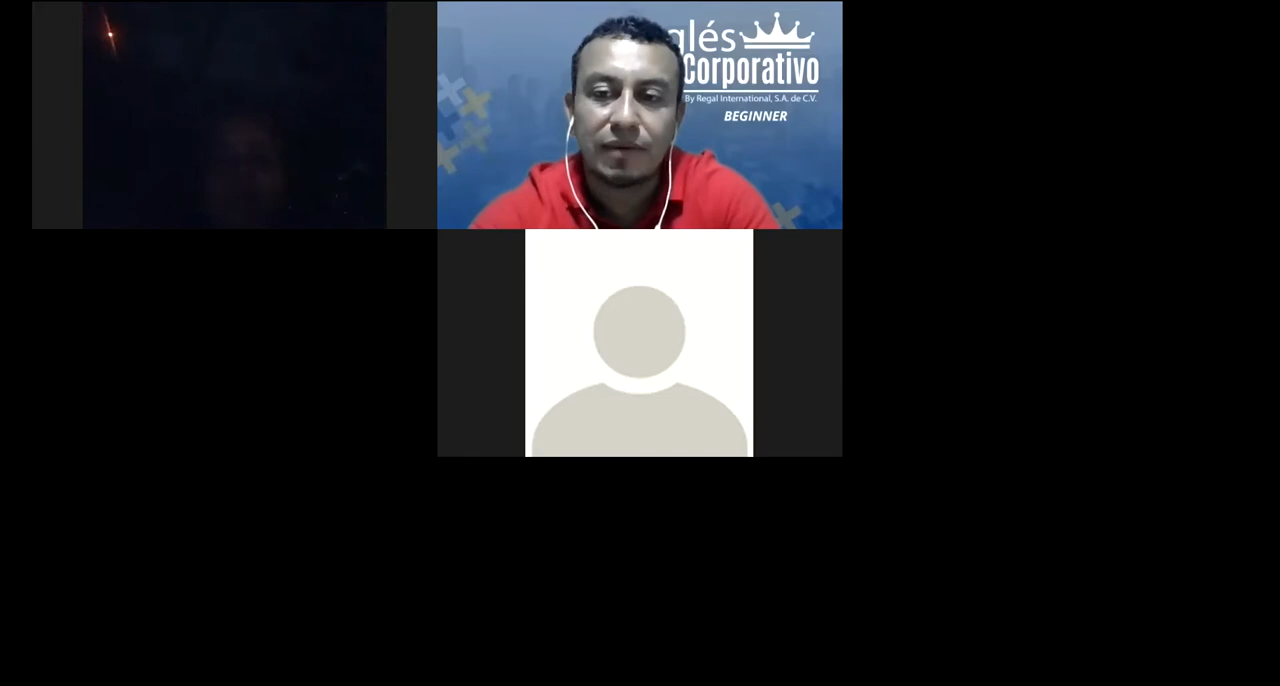 glés
Corporativo
By Regal International, S.A. de C.V.
BEGINNER